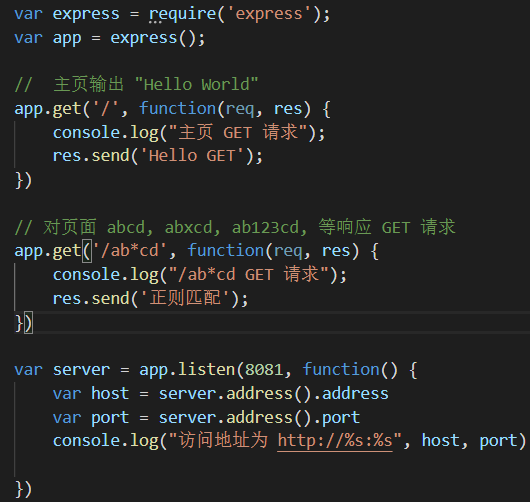 var express = require('express');
var app = express();
//  主页输出 "Hello World"
app.get('/', function(req, res) {
    console.log("主页 GET 请求");
    res.send('Hello GET');
})
// 对页面 abcd, abxcd, ab123cd, 等响应 GET 请求
app.get('/ab*cd', function(req, res) {
    console.log("/ab*cd GET 请求");
    res.send('正则匹配');
})
var server = app.listen(8081, function() {
    var host = server.address().address
    var port = server.address().port
    console.log("访问地址为 http://%s:%s", host, port)
})